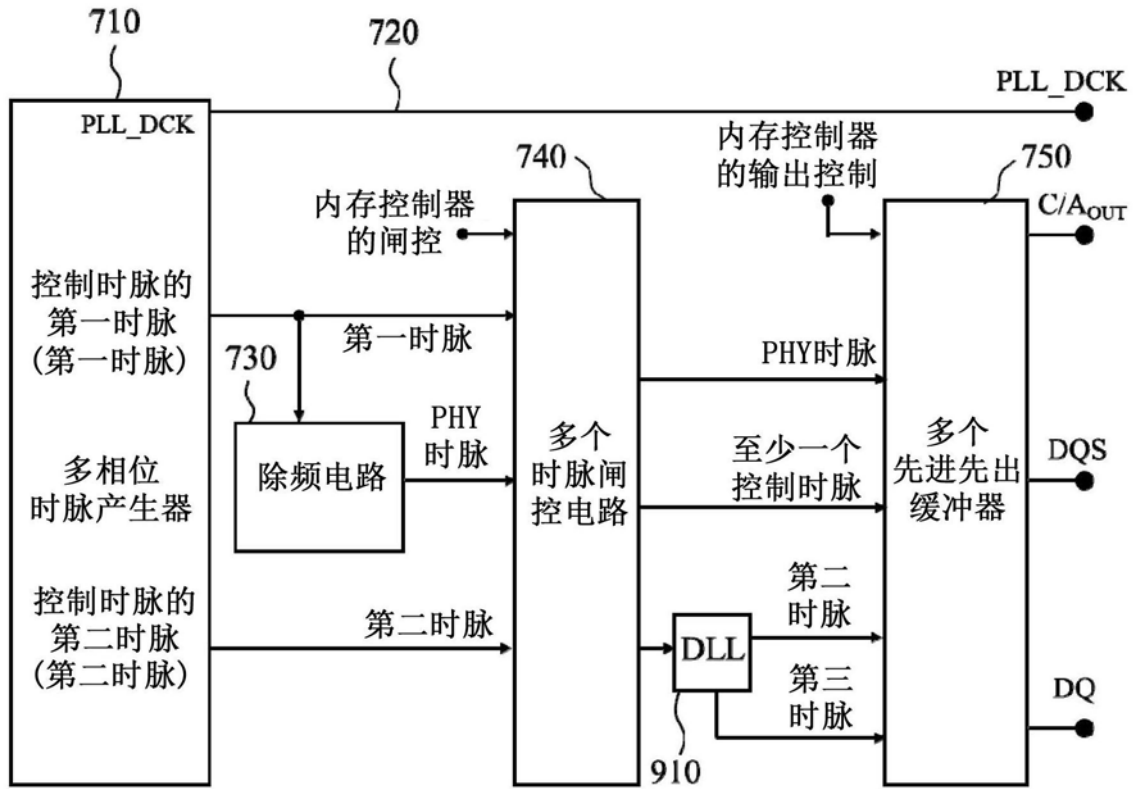 710
720
PLL_DCK
PLL_DCK
740
内存控制器
的输出控制
750
C/AOUT
内存控制器
的闸控
控制时脉的
第一时脉
(第一时脉)
第一时脉
730
PHY时脉
PHY
时脉
除频电路
多相位
时脉产生器
多个
时脉闸
控电路
至少一个
控制时脉
多个
先进先出
缓冲器
DQS
控制时脉的
第二时脉
(第二时脉)
第二时脉
DLL
第二
时脉
第三
时脉
910
DQ